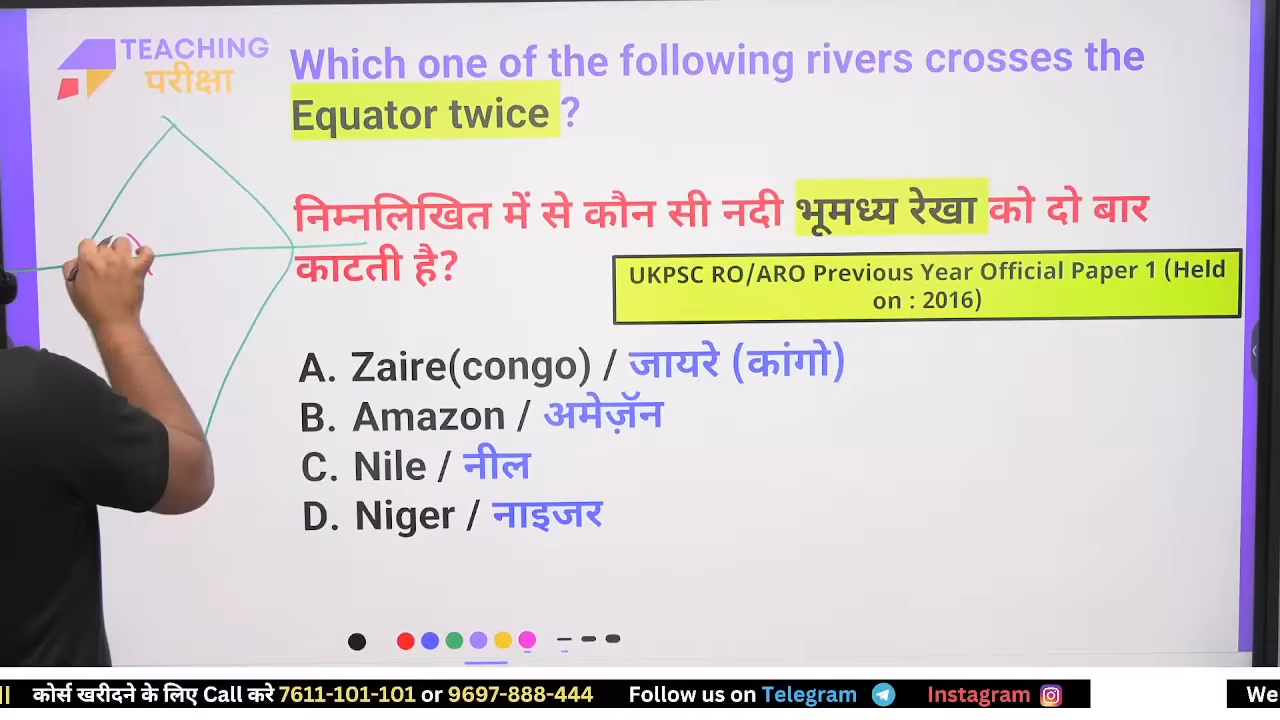 TEACHING
परीक्षा
Which one of the following rivers crosses the
Equator twice ?
निम्नलिखित में से कौन सी नदी भूमध्य रेखा को दो बार
काटती है?
UKPSC RO/ARO Previous Year Official Paper 1 (Held
on : 2016)
A. Zaire(congo) / जायरे (कांगो)
B. Amazon / अमेज़ॅन
C. Nile / नील
D. Niger / नाइजर
|| कोर्स खरीदने के लिए Call करे 7611-101-101 or 9697-888-444 Follow us on Telegram Instagram We